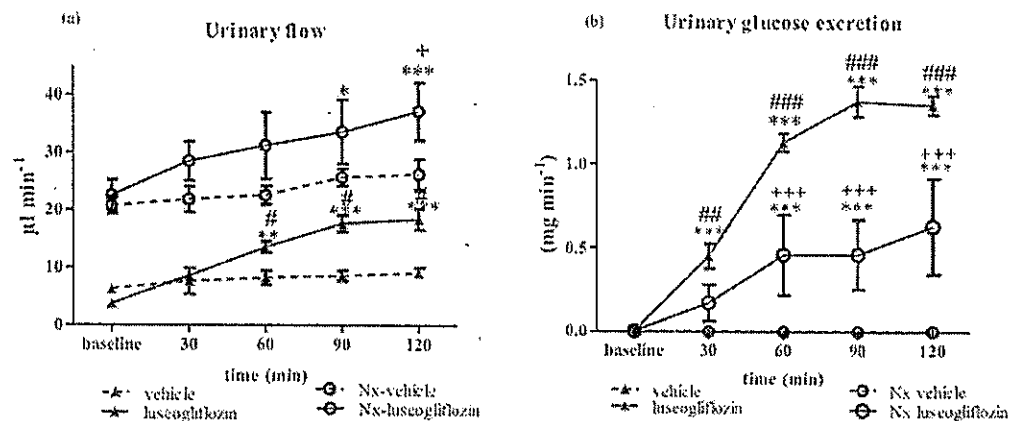 (a)
Urinary flow
+
***
*
#
**
#
***
#
***
40
30
20
10
0
µl min⁻¹
baseline 30 60 90 120
time (min)
vehicle
luseogliflozin
Nx-vehicle
Nx-luseogliflozin
(b)
Urinary glucose excretion
###
***
###
***
###
***
##
***
+++
***
+++
***
+++
***
1.5
1.0
0.5
0.0
(mg min⁻¹)
baseline 30 60 90 120
time (min)
vehicle
luseogliflozin
Nx vehicle
Nx luseogliflozin